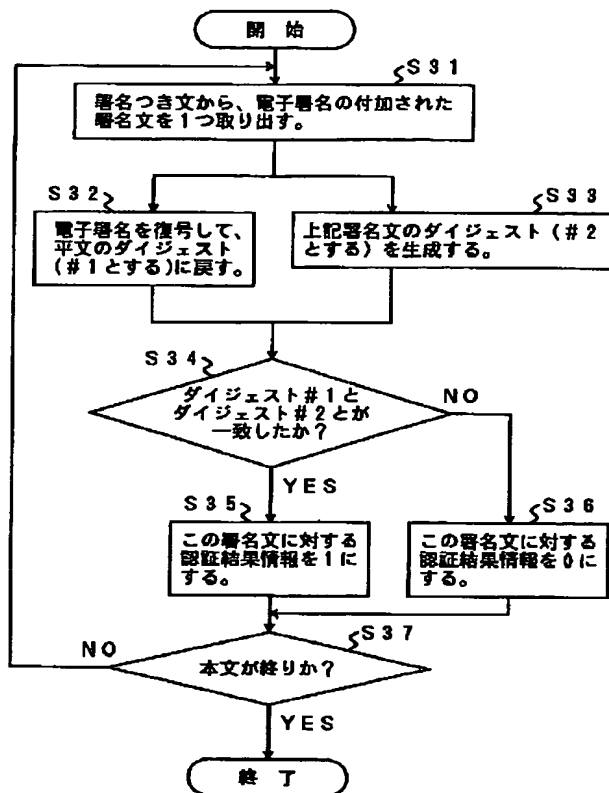 開始
S31
署名つき文から、電子署名の付加された
署名文を1つ取り出す。
S32
電子署名を復号して、
平文のダイジェスト
(#1とする)に戻す。
S33
上記署名文のダイジェスト(#2
とする)を生成する。
S34
ダイジェスト#1と
ダイジェスト#2とが
一致したか?
NO
YES
S35
この署名文に対する
認証結果情報を1に
する。
S36
この署名文に対する
認証結果情報を0に
する。
S37
本文が終りか?
NO
YES
終了